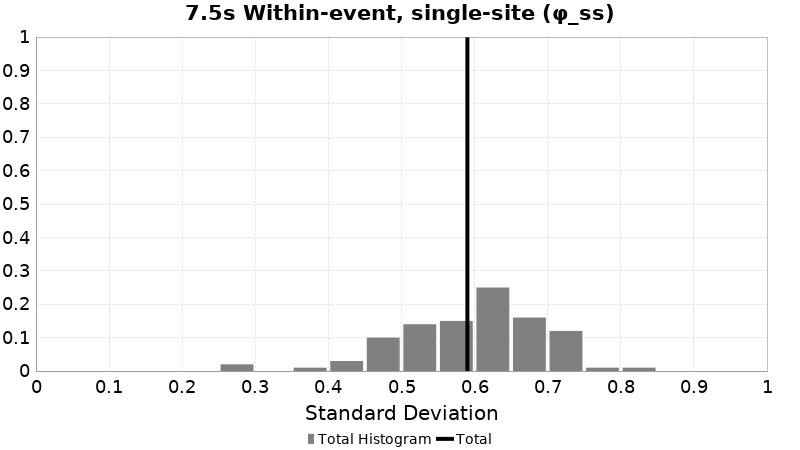 7.5s Within-event, single-site (φ_ss)
1
0.9
0.8
0.7
0.6
0.5
0.4
0.3
0.2
0.1
0
0 0.1 0.2 0.3 0.4 0.5 0.6 0.7 0.8 0.9 1
Standard Deviation
Total Histogram Total